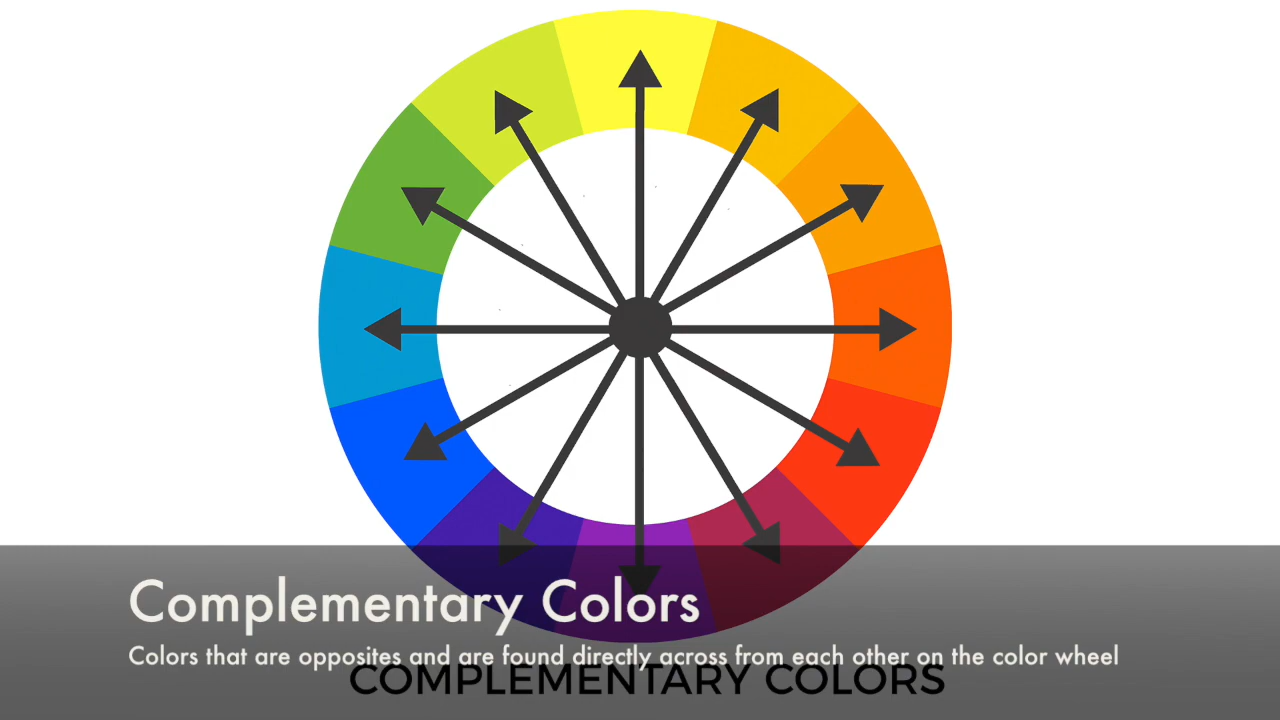 Complementary Colors
Colors that are opposites and are found directly across from each other on the color wheel
COMPLEMENTARY COLORS